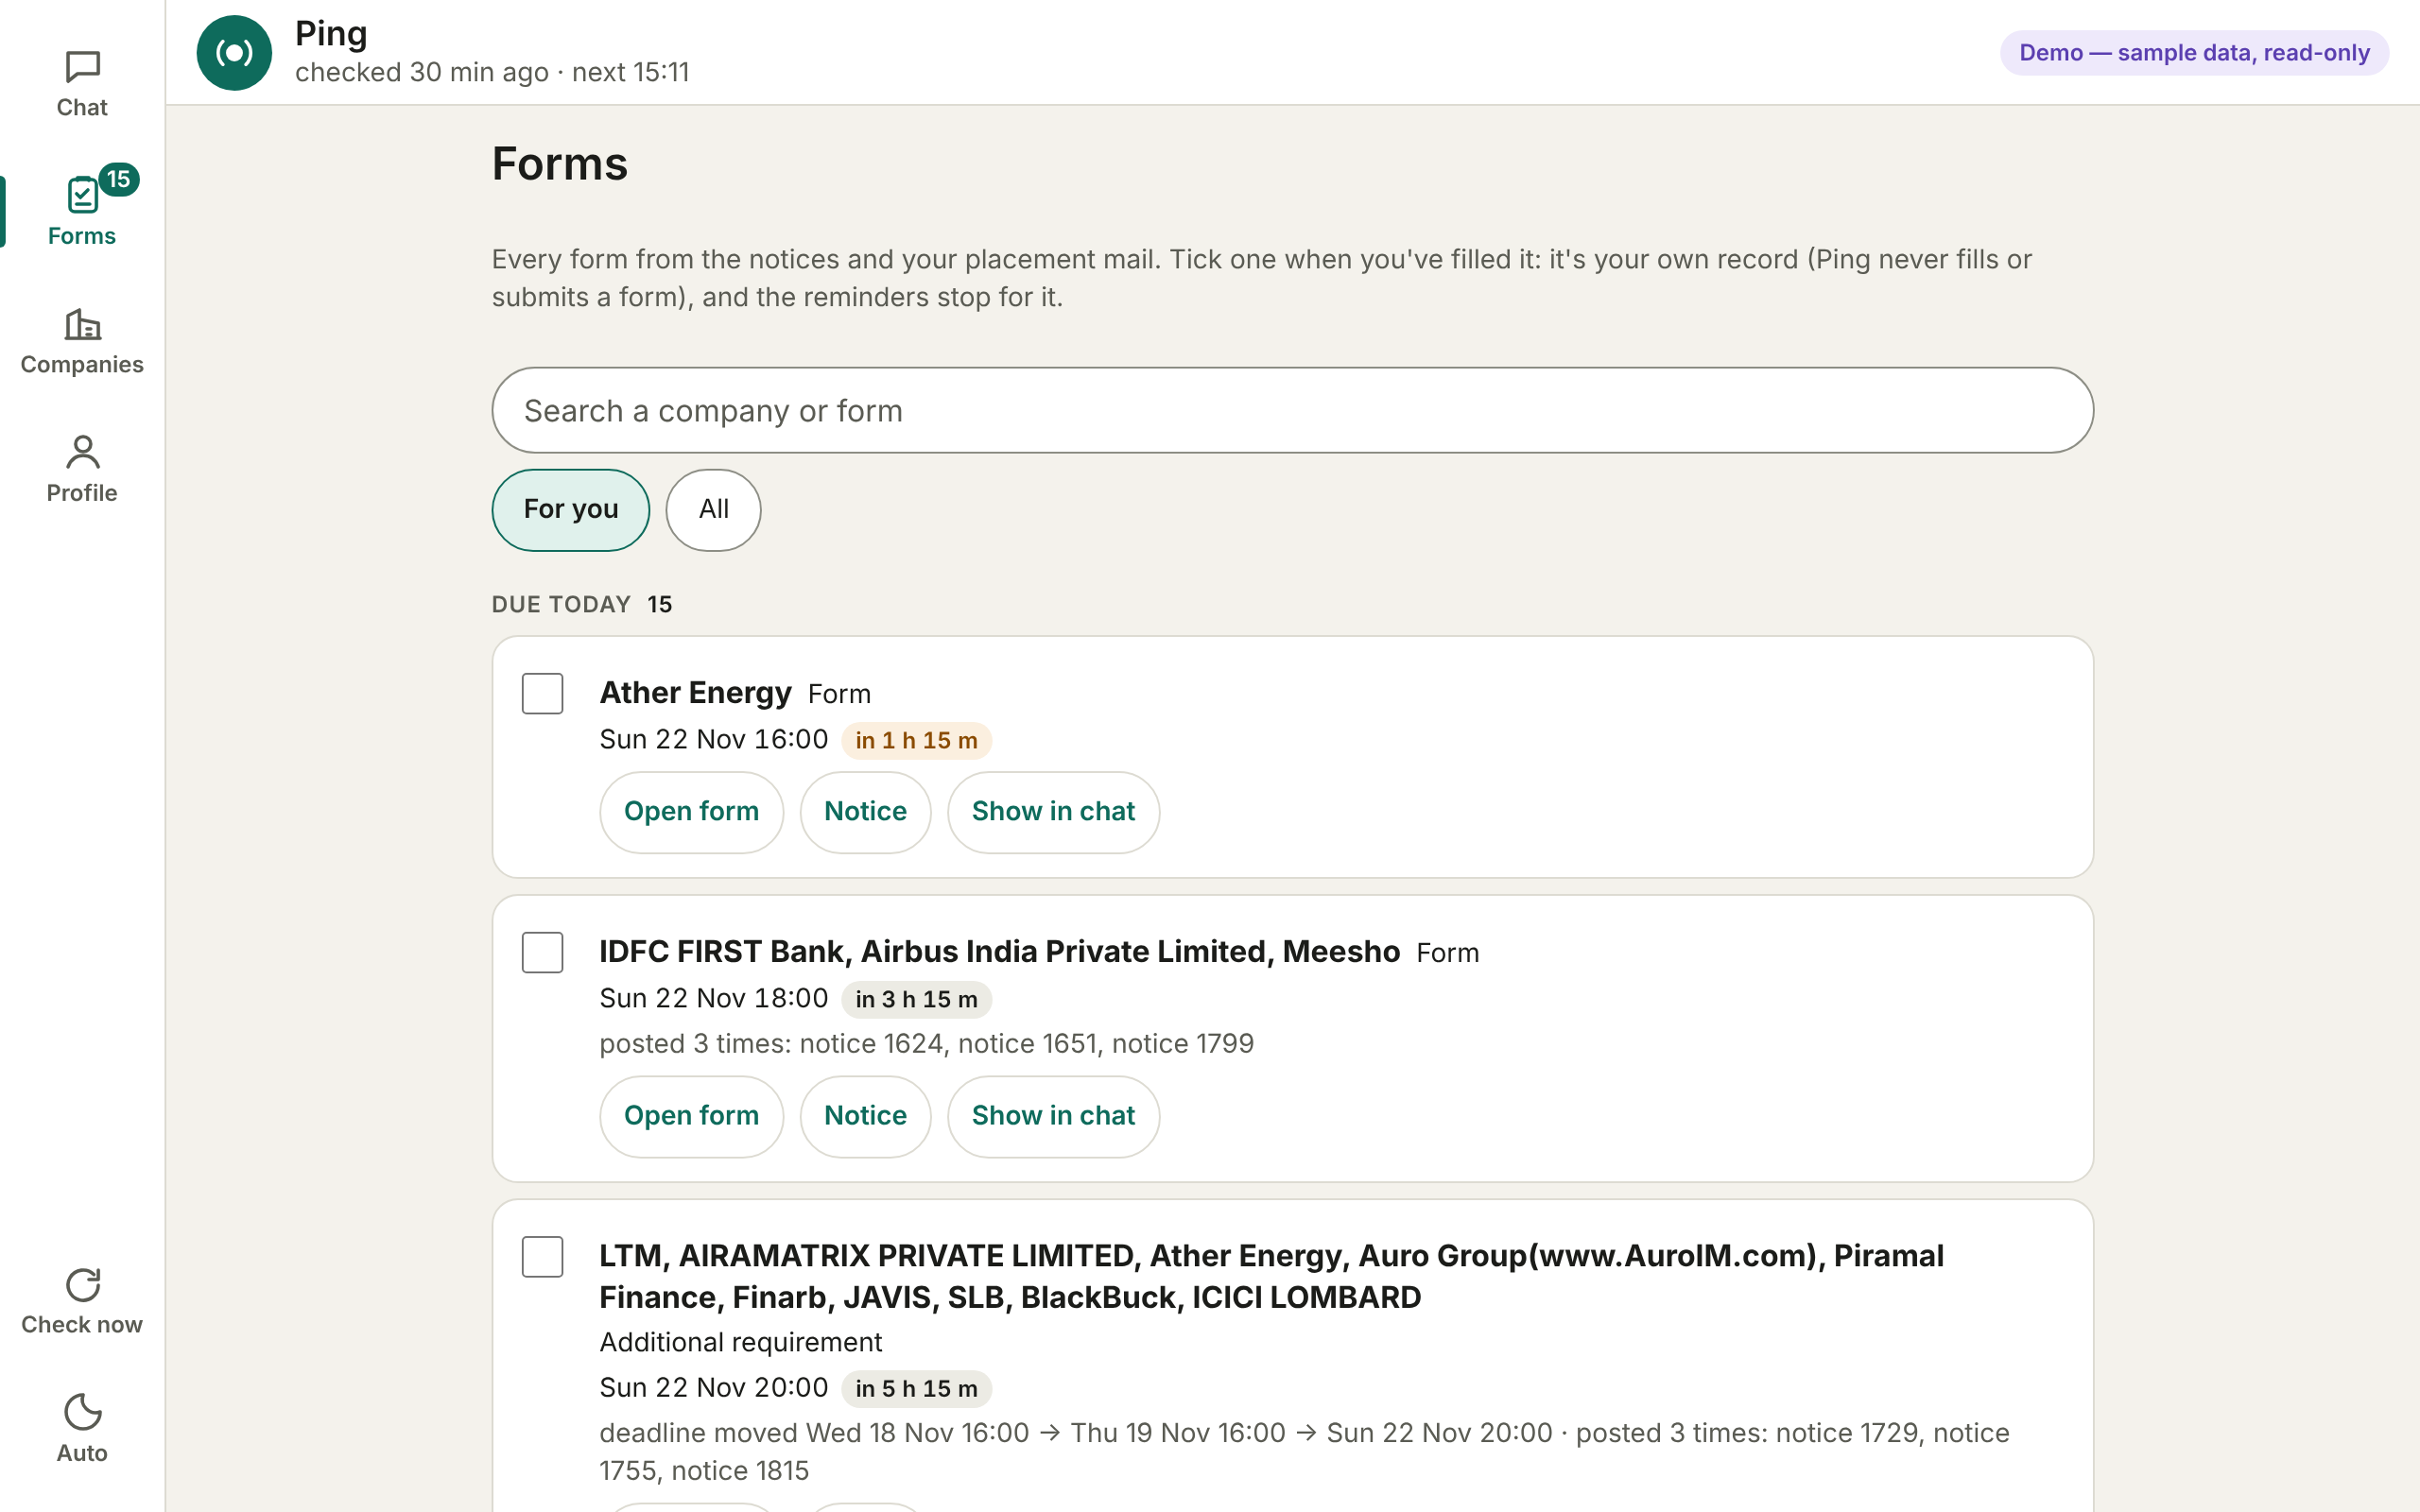 Ping
checked 30 min ago · next 15:11
Demo — sample data, read-only
Chat
15
Forms
Companies
Profile
Check now
Auto
Forms
Every form from the notices and your placement mail. Tick one when you've filled it: it's your own record (Ping never fills or
submits a form), and the reminders stop for it.
Search a company or form
For you
All
DUE TODAY 15
Ather Energy Form
Sun 22 Nov 16:00 in 1 h 15 m
Open form Notice Show in chat
IDFC FIRST Bank, Airbus India Private Limited, Meesho Form
Sun 22 Nov 18:00 in 3 h 15 m
posted 3 times: notice 1624, notice 1651, notice 1799
Open form Notice Show in chat
LTM, AIRAMATRIX PRIVATE LIMITED, Ather Energy, Auro Group(www.AuroIM.com), Piramal
Finance, Finarb, JAVIS, SLB, BlackBuck, ICICI LOMBARD
Additional requirement
Sun 22 Nov 20:00 in 5 h 15 m
deadline moved Wed 18 Nov 16:00 → Thu 19 Nov 16:00 → Sun 22 Nov 20:00 · posted 3 times: notice 1729, notice
1755, notice 1815